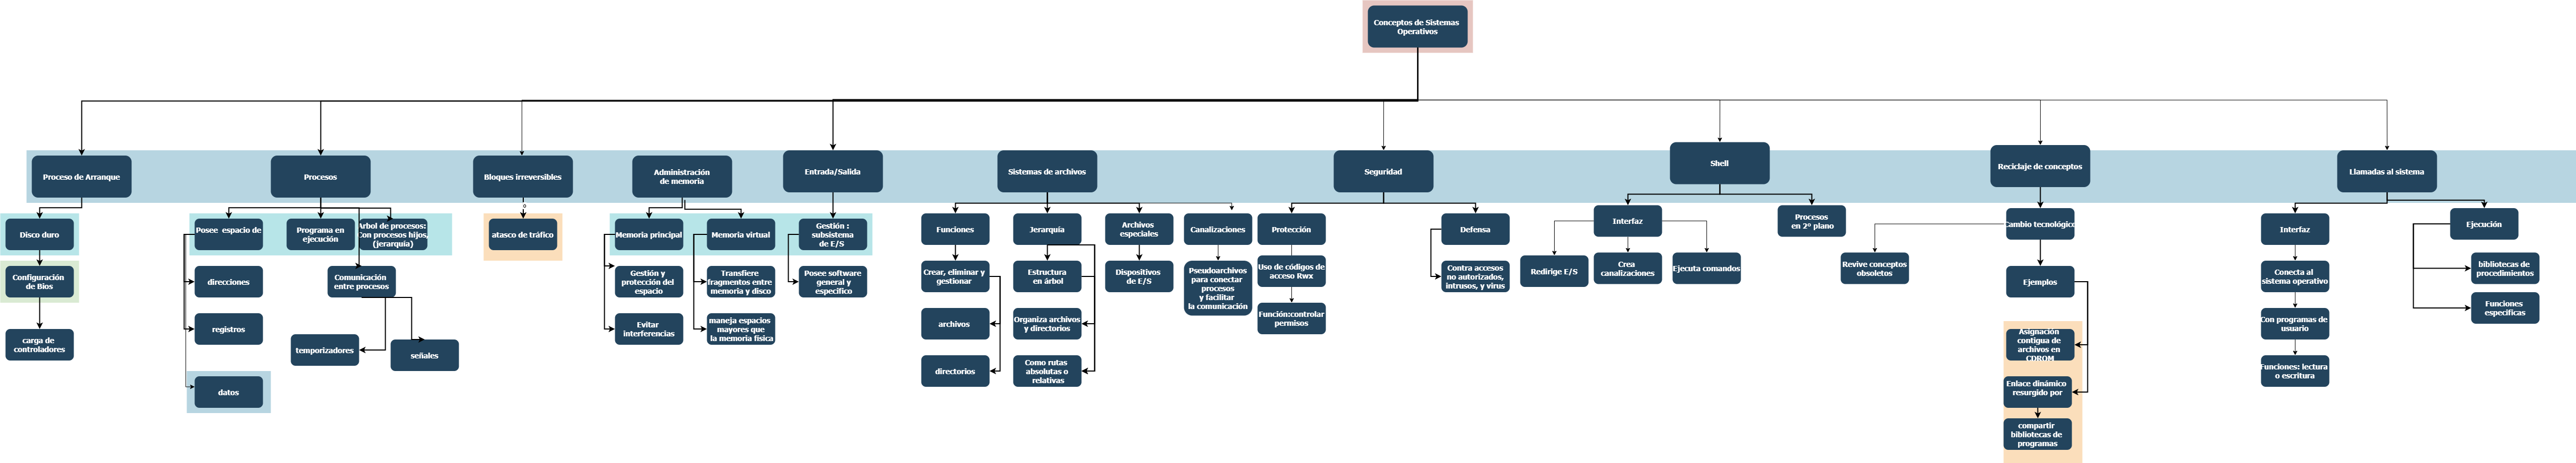 Conceptos de Sistemas
Operativos
Proceso de Arranque
Procesos
Bloques irreversibles
Administración
de memoria
Entrada/Salida
Sistemas de archivos
Seguridad
Shell
Reciclaje de conceptos
Llamadas al sistema
Disco duro
Configuración
de Bios
carga de
controladores
Posee espacio de
direcciones
registros
datos
Programa en
ejecución
Arbol de procesos:
Con procesos hijos,
(jerarquía)
Comunicación
entre procesos
temporizadores
señales
o
atasco de tráfico
Memoria principal
Gestión y
protección del
espacio
Evitar
interferencias
Memoria virtual
Transfiere
fragmentos entre
memoria y disco
maneja espacios
mayores que
la memoria física
Gestión :
subsistema
de E/S
Posee software
general y
especifico
Funciones
Crear, eliminar y
gestionar
archivos
directorios
Jerarquía
Estructura
en árbol
Organiza archivos
y directorios
Como rutas
absolutas o
relativas
Archivos
especiales
Dispositivos
de E/S
Canalizaciones
Pseudoarchivos
para conectar
procesos
y facilitar
la comunicación
Protección
Uso de códigos de
acceso Rwx
Función:controlar
permisos
Defensa
Contra accesos
no autorizados,
intrusos, y virus
Interfaz
Redirige E/S
Crea
canalizaciones
Ejecuta comandos
Procesos
en 2º plano
Cambio tecnológico
Revive conceptos
obsoletos
Ejemplos
Asignación
contigua de
archivos en
CDROM
Enlace dinámico
resurgido por
compartir
bibliotecas de
programas
Interfaz
Conecta al
sistema operativo
Con programas de
usuario
Funciones: lectura
o escritura
Ejecución
bibliotecas de
procedimientos
Funciones
especificas